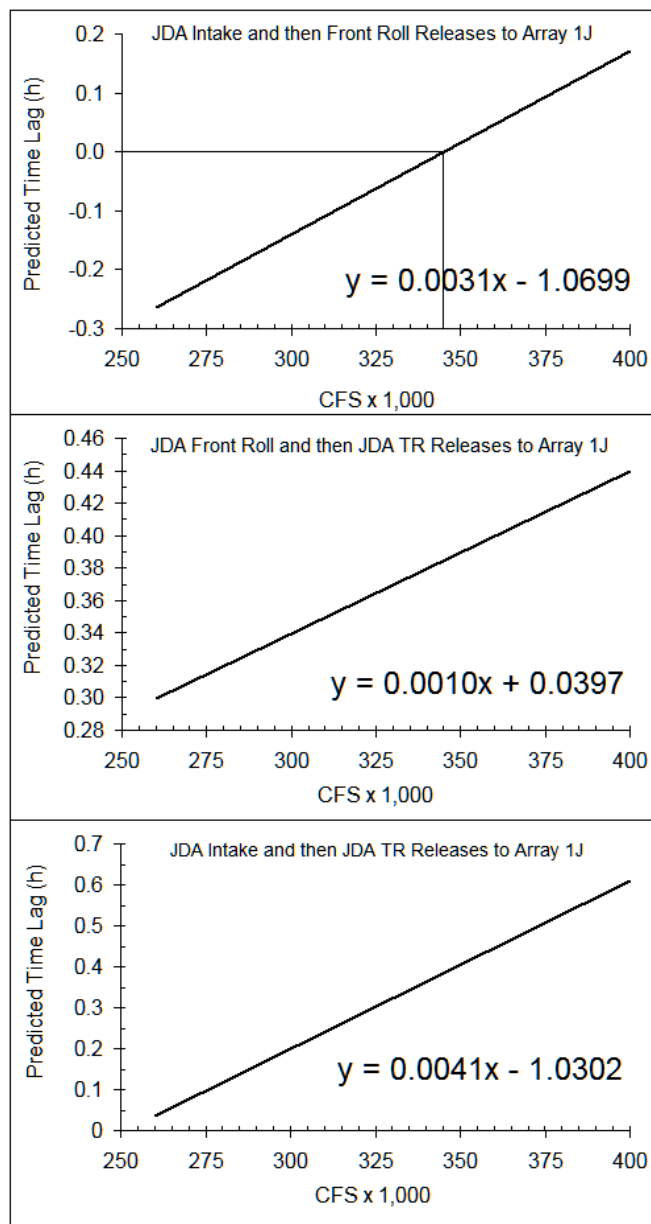 JDA Intake and then Front Roll Releases to Array 1J
Predicted Time Lag (h)
0.2
0.1
0.0
-0.1
-0.2
-0.3
y = 0.0031x - 1.0699
250 275 300 325 350 375 400
CFS x 1,000
JDA Front Roll and then JDA TR Releases to Array 1J
Predicted Time Lag (h)
0.46
0.44
0.42
0.40
0.38
0.36
0.34
0.32
0.30
0.28
y = 0.0010x + 0.0397
250 275 300 325 350 375 400
CFS x 1,000
JDA Intake and then JDA TR Releases to Array 1J
Predicted Time Lag (h)
0.7
0.6
0.5
0.4
0.3
0.2
0.1
0
y = 0.0041x - 1.0302
250 275 300 325 350 375 400
CFS x 1,000